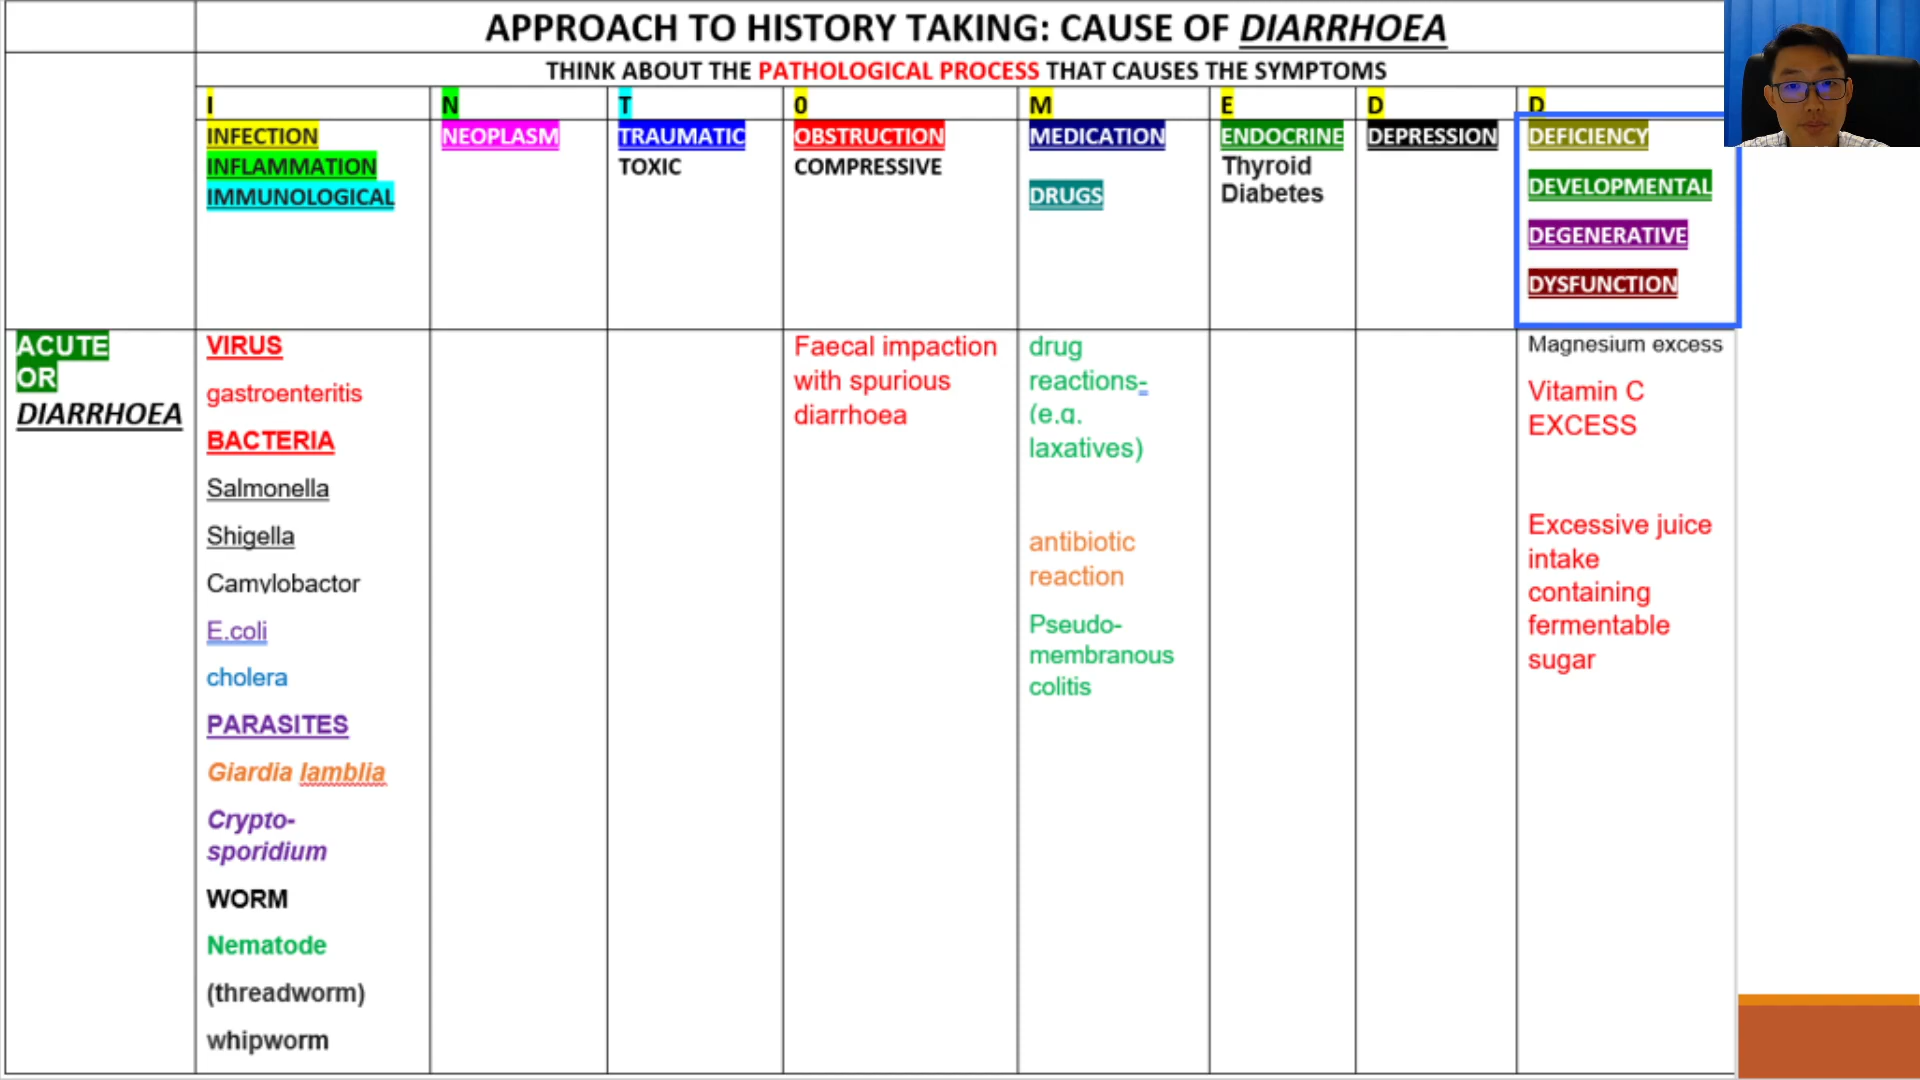 APPROACH TO HISTORY TAKING: CAUSE OF DIARRHOEA
THINK ABOUT THE PATHOLOGICAL PROCESS THAT CAUSES THE SYMPTOMS
I
N
T
O
M
E
D
D
INFECTION
INFLAMMATION
IMMUNOLOGICAL
NEOPLASM
TRAUMATIC
TOXIC
OBSTRUCTION
COMPRESSIVE
MEDICATION
DRUGS
ENDOCRINE
Thyroid
Diabetes
DEPRESSION
DEFICIENCY
DEVELOPMENTAL
DEGENERATIVE
DYSFUNCTION
ACUTE
OR
DIARRHOEA
VIRUS
gastroenteritis
BACTERIA
Salmonella
Shigella
Camylobactor
E.coli
cholera
PARASITES
Giardia lamblia
Crypto-
sporidium
WORM
Nematode
(threadworm)
whipworm
Faecal impaction
with spurious
diarrhoea
drug
reactions-
(e.g.
laxatives)
antibiotic
reaction
Pseudo-
membranous
colitis
Magnesium excess
Vitamin C
EXCESS
Excessive juice
intake
containing
fermentable
sugar